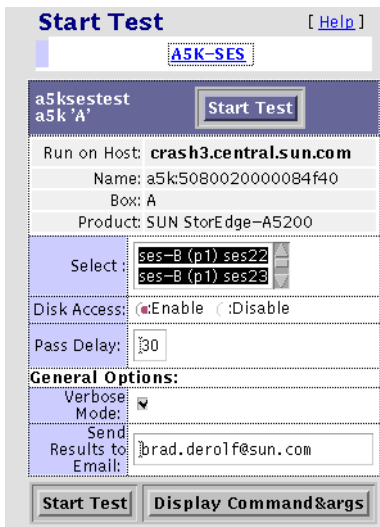 Start Test [ Help ]
A5K-SES
a5ksestest
a5k 'A'
Start Test
Run on Host: crash3.central.sun.com
Name: a5k:5080020000084f40
Box: A
Product: SUN StorEdge-A5200
Select :
ses-B (p1) ses22
ses-B (p1) ses23
Disk Access: :Enable :Disable
Pass Delay: 30
General Options:
Verbose
Mode:
Send
Results to
Email:
brad.derolf@sun.com
Start Test Display Command&args